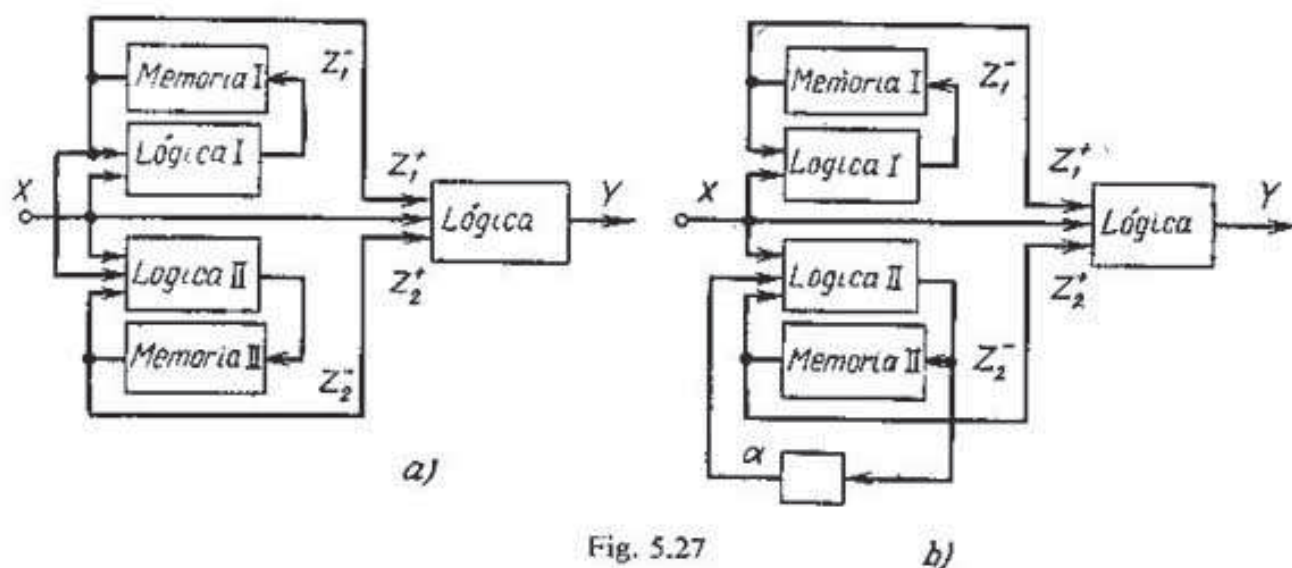 Memoria I
Z₁⁻
Lógica I
X
Z₁⁺
Lógica
Y
Logica II
Z₂⁺
Memoria II
Z₂⁻
a)
Memoria I
Z₁⁻
Logica I
X
Z₁⁺
Lógica
Y
Logica II
Z₂⁺
Memoria II
Z₂⁻
α
Fig. 5.27
b)